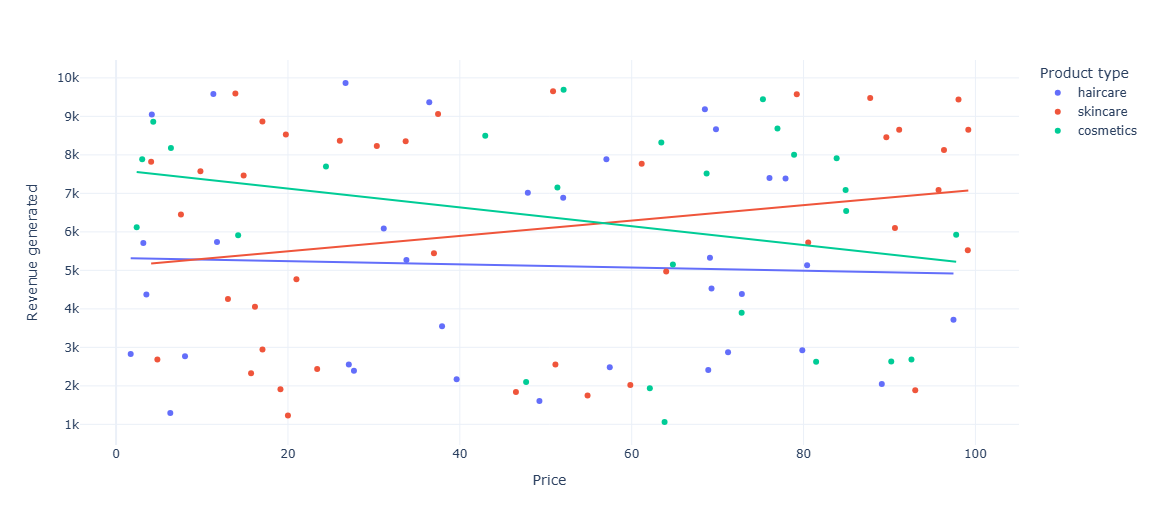 Product type
haircare
skincare
cosmetics
Revenue generated
10k
9k
8k
7k
6k
5k
4k
3k
2k
1k
0
20
40
60
80
100
Price